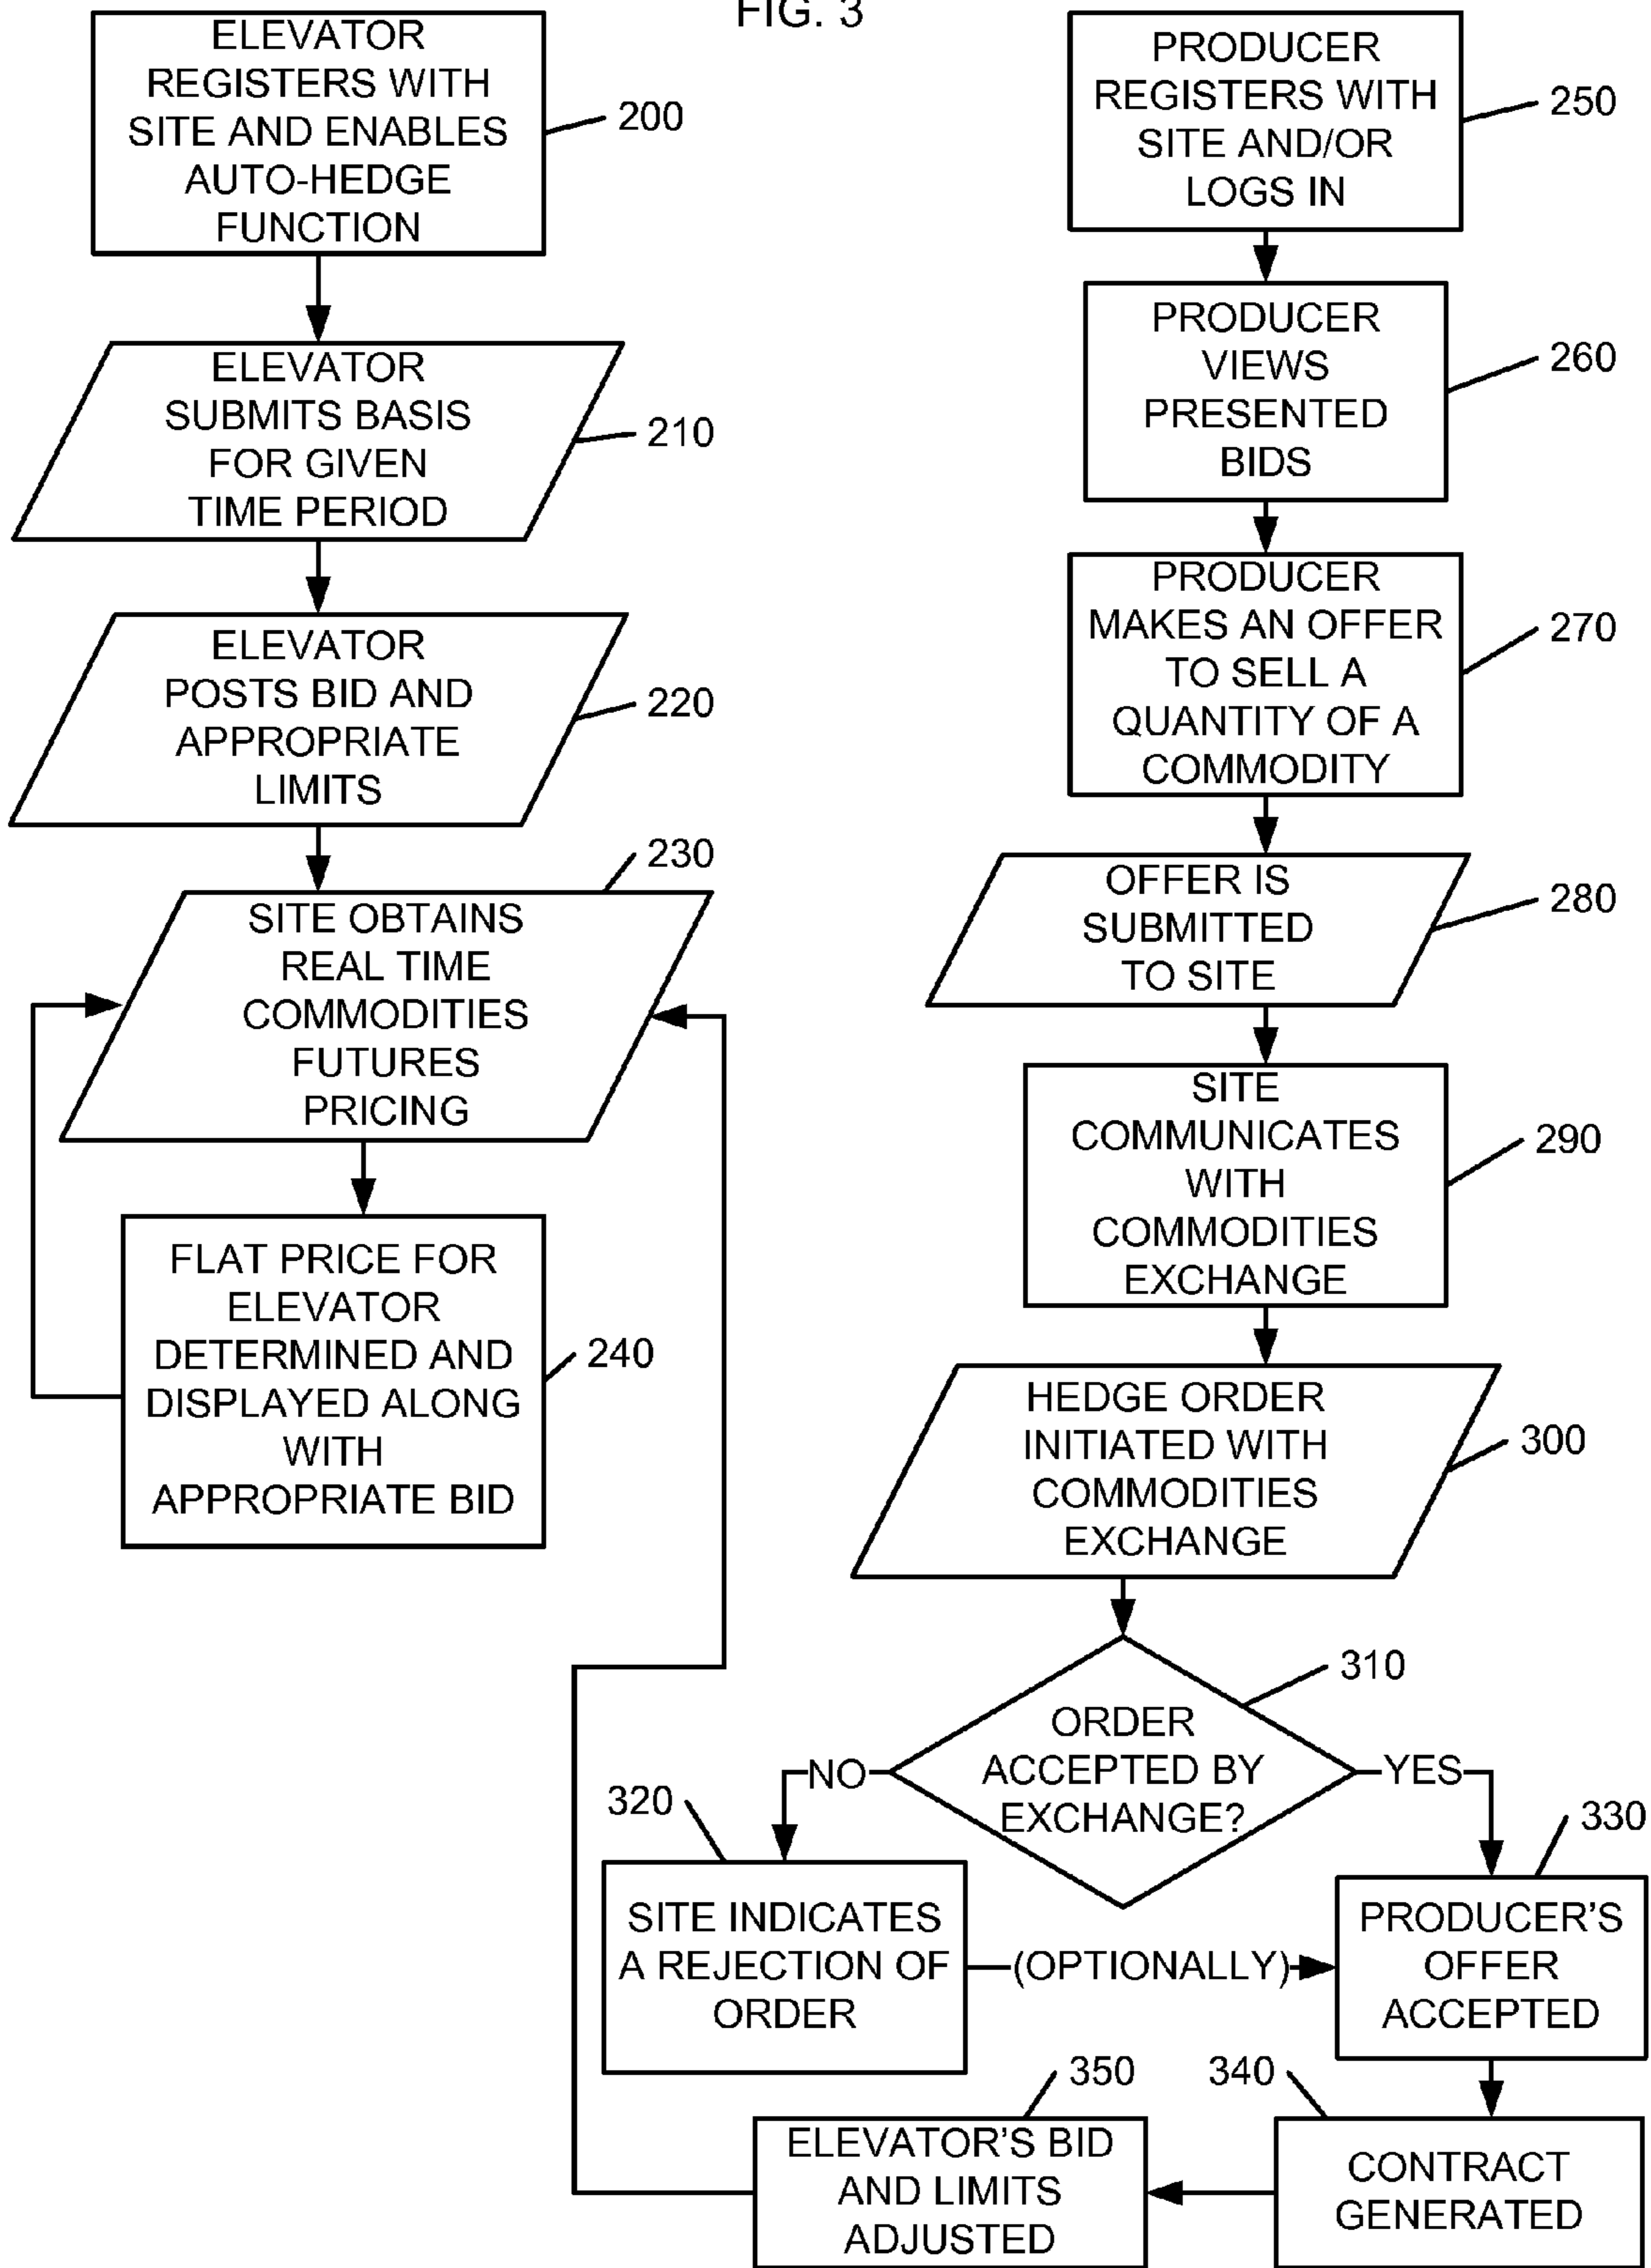 FIG. 3
ELEVATOR
REGISTERS WITH
SITE AND ENABLES
AUTO-HEDGE
FUNCTION
200
ELEVATOR
SUBMITS BASIS
FOR GIVEN
TIME PERIOD
210
ELEVATOR
POSTS BID AND
APPROPRIATE
LIMITS
220
230
SITE OBTAINS
REAL TIME
COMMODITIES
FUTURES
PRICING
FLAT PRICE FOR
ELEVATOR
DETERMINED AND
DISPLAYED ALONG
WITH
APPROPRIATE BID
240
PRODUCER
REGISTERS WITH
SITE AND/OR
LOGS IN
250
PRODUCER
VIEWS
PRESENTED
BIDS
260
PRODUCER
MAKES AN OFFER
TO SELL A
QUANTITY OF A
COMMODITY
270
OFFER IS
SUBMITTED
TO SITE
280
SITE
COMMUNICATES
WITH
COMMODITIES
EXCHANGE
290
HEDGE ORDER
INITIATED WITH
COMMODITIES
EXCHANGE
300
310
ORDER
ACCEPTED BY
EXCHANGE?
NO
YES
320
SITE INDICATES
A REJECTION OF
ORDER
(OPTIONALLY)
330
PRODUCER'S
OFFER
ACCEPTED
340
CONTRACT
GENERATED
350
ELEVATOR'S BID
AND LIMITS
ADJUSTED